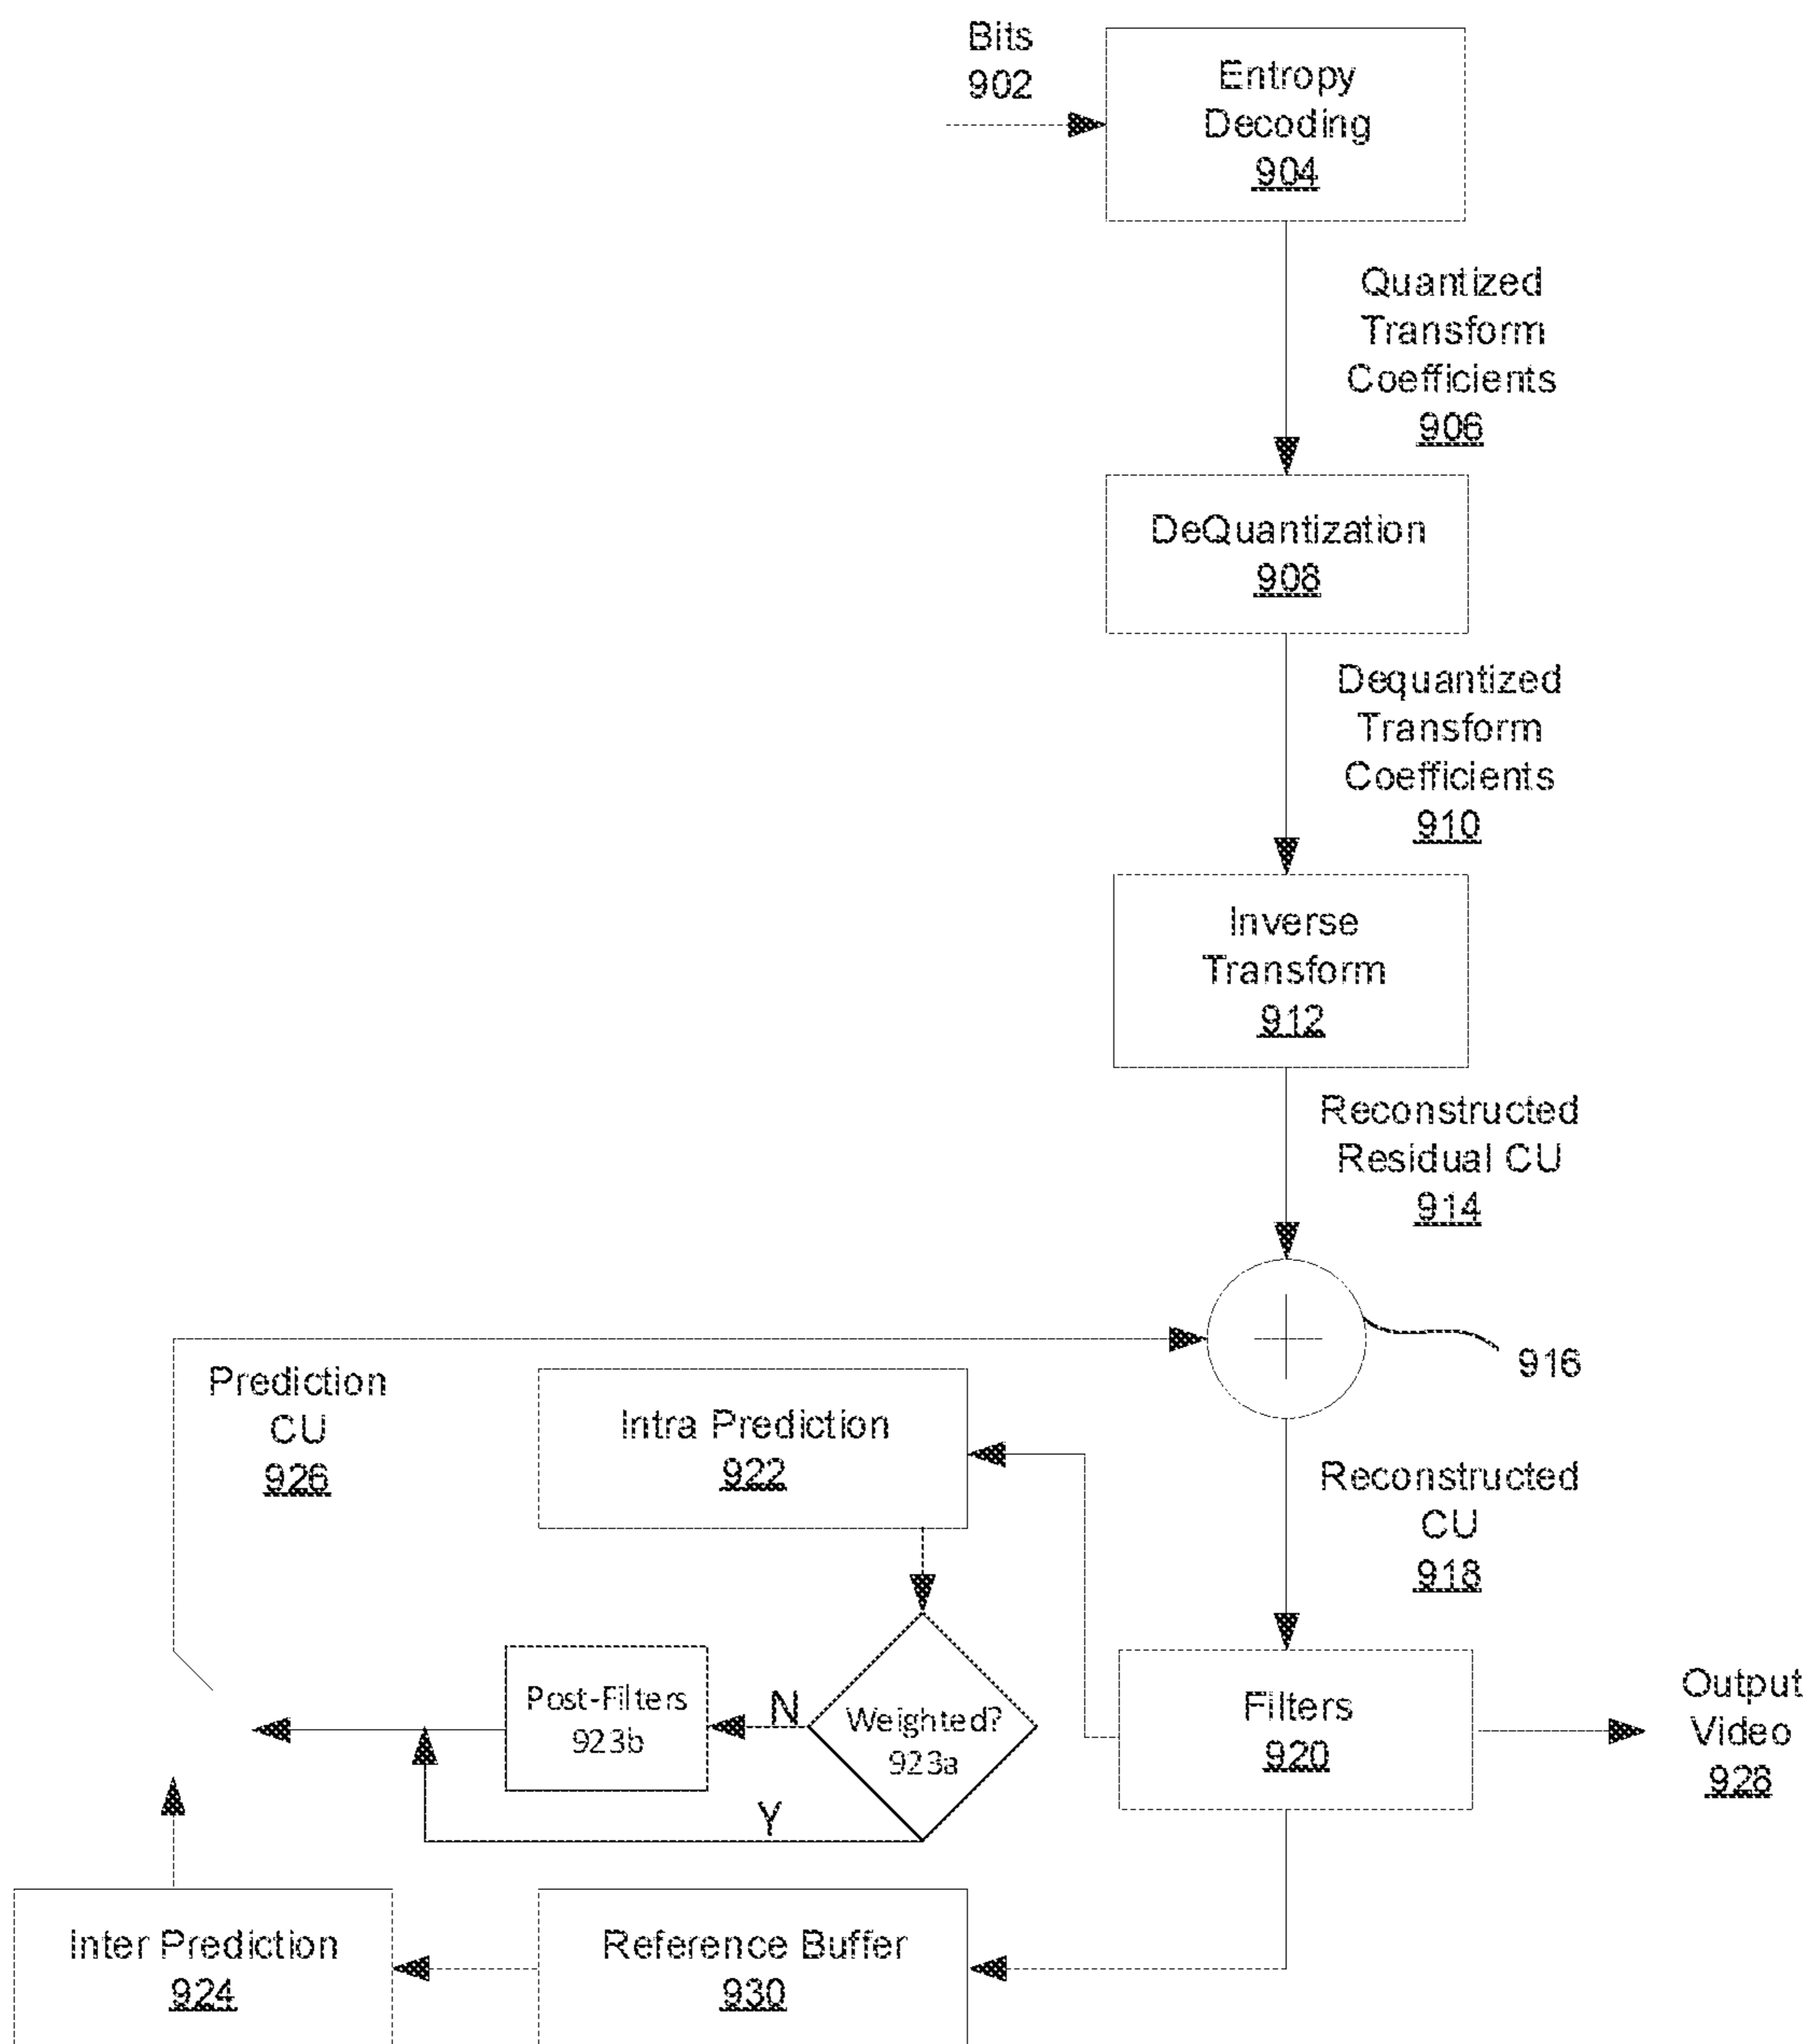 Bits
902
Entropy
Decoding
904
Quantized
Transform
Coefficients
906
DeQuantization
908
Dequantized
Transform
Coefficients
910
Inverse
Transform
912
Reconstructed
Residual CU
914
916
Prediction
CU
926
Intra Prediction
922
Reconstructed
CU
918
Post-Filters
923b
N
Weighted?
923a
Y
Filters
920
Output
Video
928
Inter Prediction
924
Reference Buffer
930